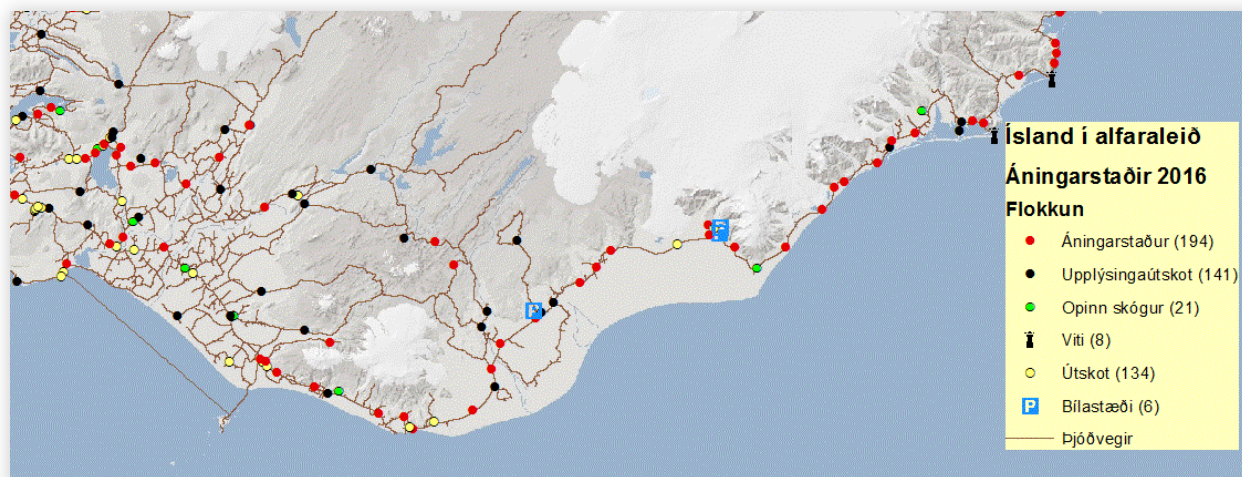 Ísland í alfaraleið
Áningarstaðir 2016
Flokkun
Áningarstaður (194)
Upplýsingaútskot (141)
Opinn skógur (21)
Viti (8)
Útskot (134)
P Bílastæði (6)
Þjóðvegir
P
P